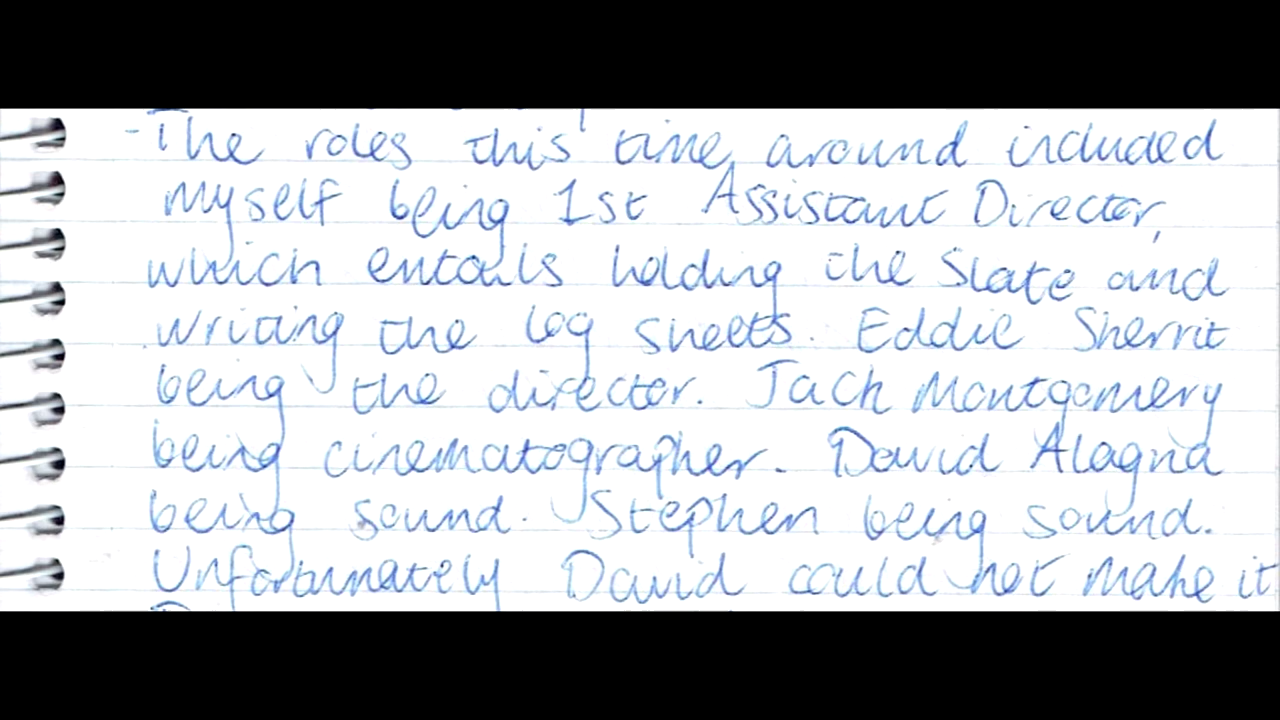 - The roles this time around included
myself being 1st Assistant Director,
which entails holding the Slate and
writing the log sheets. Eddie Sherrit
being the director. Jack Montgomery
being cinematographer. David Alagna
being sound. Stephen being sound.
Unfortunately David could not make it